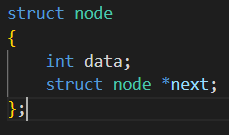 struct node
{
    int data;
    struct node *next;
};